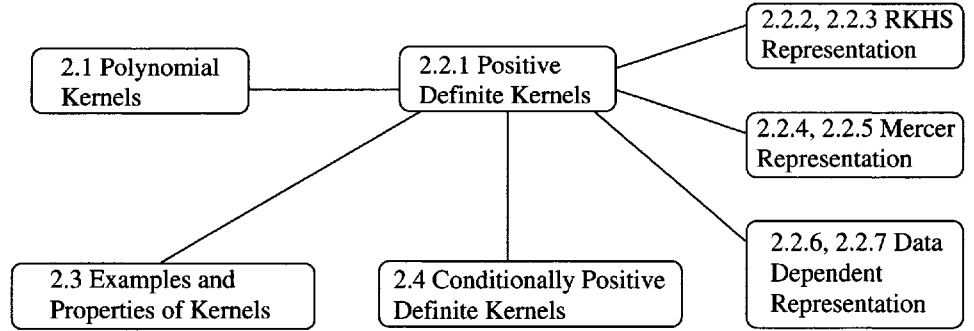 2.1 Polynomial
Kernels
2.2.1 Positive
Definite Kernels
2.2.2, 2.2.3 RKHS
Representation
2.2.4, 2.2.5 Mercer
Representation
2.2.6, 2.2.7 Data
Dependent
Representation
2.3 Examples and
Properties of Kernels
2.4 Conditionally Positive
Definite Kernels